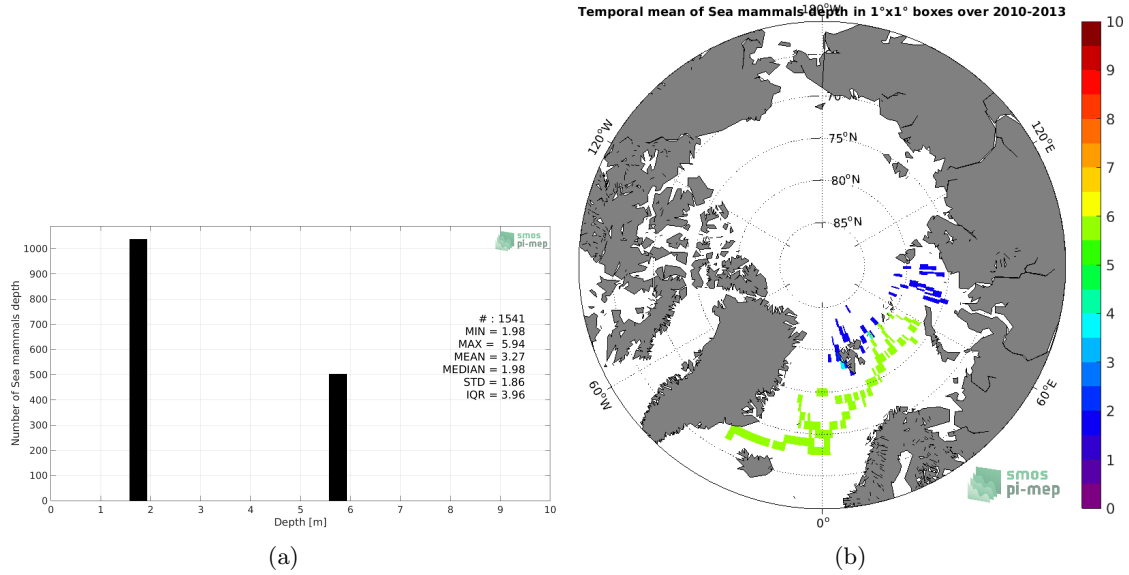 smos
pi-mep
1000
900
800
700
600
500
400
300
200
100
0
Number of Sea mammals depth
# : 1541
MIN = 1.98
MAX = 5.94
MEAN = 3.27
MEDIAN = 1.98
STD = 1.86
IQR = 3.96
0 1 2 3 4 5 6 7 8 9 10
Depth [m]
(a)
Temporal mean of Sea mammals depth in 1°x1° boxes over 2010-2013
180°W
120°W
120°E
75°N
80°N
85°N
60°W
60°E
0°
smos
pi-mep
10
9
8
7
6
5
4
3
2
1
0
(b)